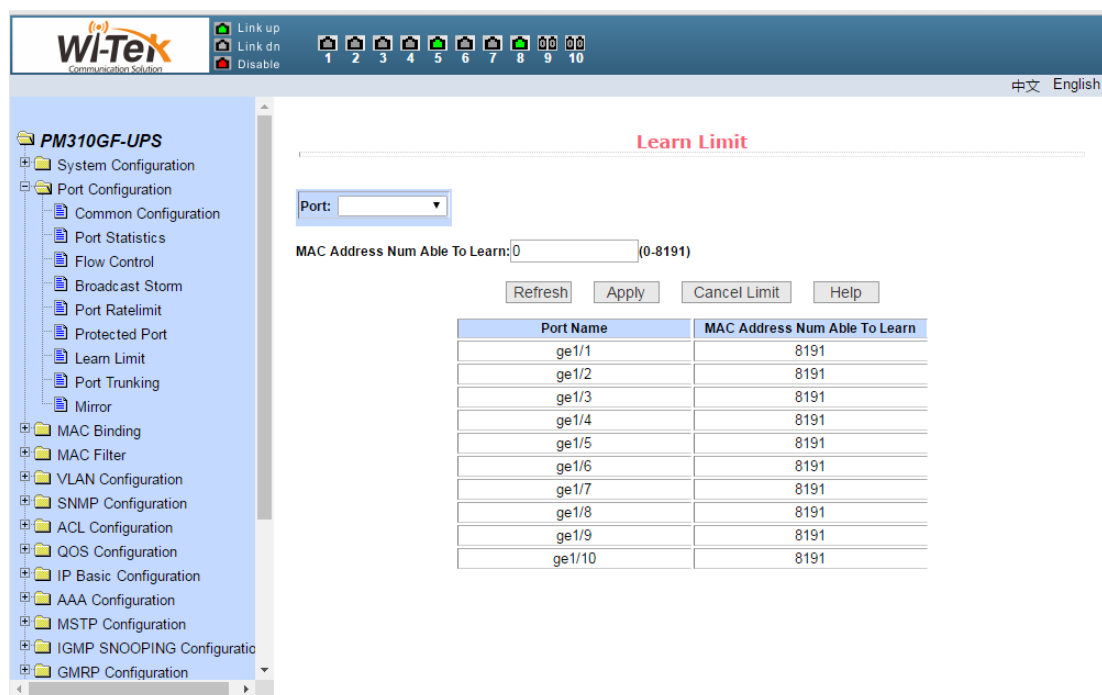 WI-TEK
Communication Solution
Link up
Link dn
Disable
1 2 3 4 5 6 7 8 9 10
中文 English
PM310GF-UPS
System Configuration
Port Configuration
Common Configuration
Port Statistics
Flow Control
Broadcast Storm
Port Ratelimit
Protected Port
Learn Limit
Port Trunking
Mirror
MAC Binding
MAC Filter
VLAN Configuration
SNMP Configuration
ACL Configuration
QOS Configuration
IP Basic Configuration
AAA Configuration
MSTP Configuration
IGMP SNOOPING Configuratio
GMRP Configuration
Learn Limit
Port:
MAC Address Num Able To Learn: 0 (0-8191)
Refresh Apply Cancel Limit Help
Port Name MAC Address Num Able To Learn
ge1/1 8191
ge1/2 8191
ge1/3 8191
ge1/4 8191
ge1/5 8191
ge1/6 8191
ge1/7 8191
ge1/8 8191
ge1/9 8191
ge1/10 8191